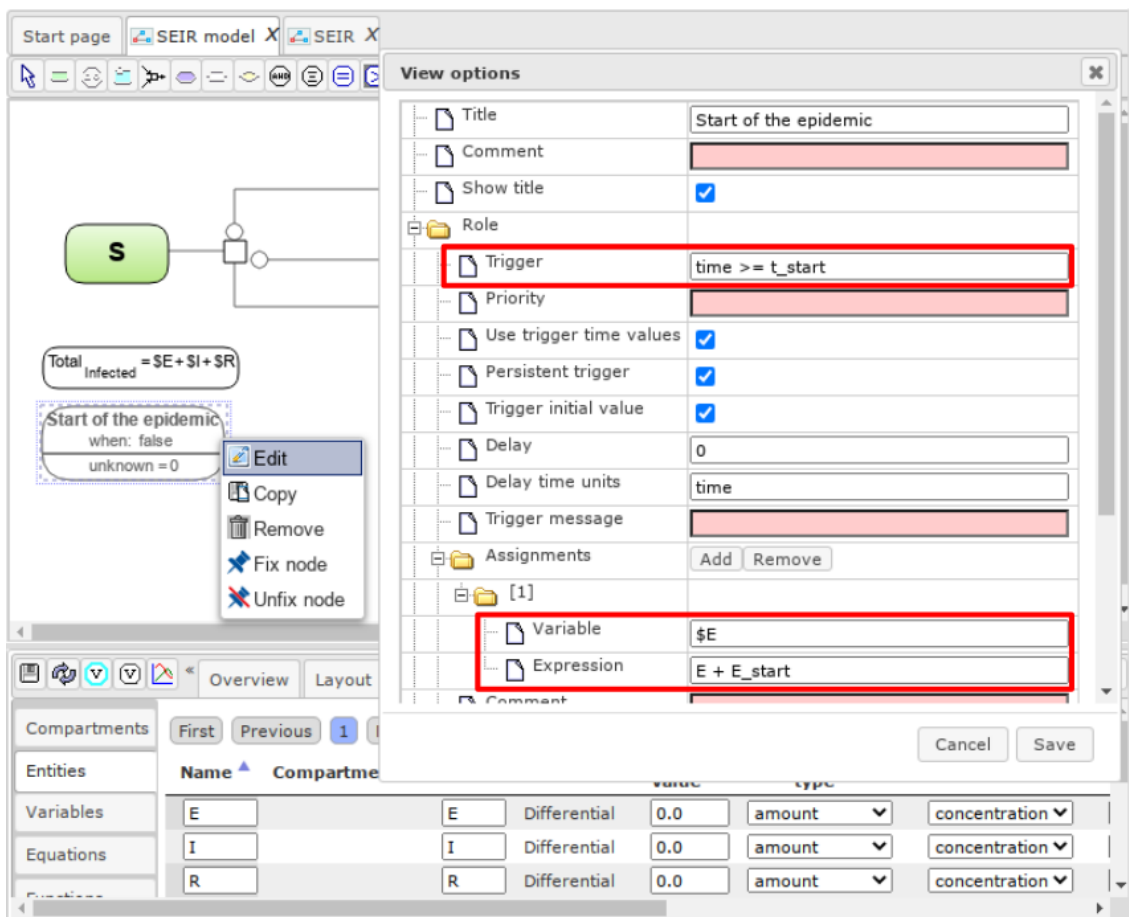 Start page
SEIR model X
SEIR X
AND
View options
Title
Start of the epidemic
Comment
Show title
Role
Trigger
time >= t_start
Priority
Use trigger time values
Persistent trigger
Trigger initial value
Delay
0
Delay time units
time
Trigger message
Assignments
Add Remove
[1]
Variable
$E
Expression
E + E_start
Comment
Cancel Save
S
Total Infected = $E+$I+$R
Start of the epidemic
when: false
unknown = 0
Edit
Copy
Remove
Fix node
Unfix node
Overview Layout
Compartments
Entities
Variables
Equations
First Previous 1
Name Compartme
E E Differential 0.0 amount concentration
I I Differential 0.0 amount concentration
R R Differential 0.0 amount concentration